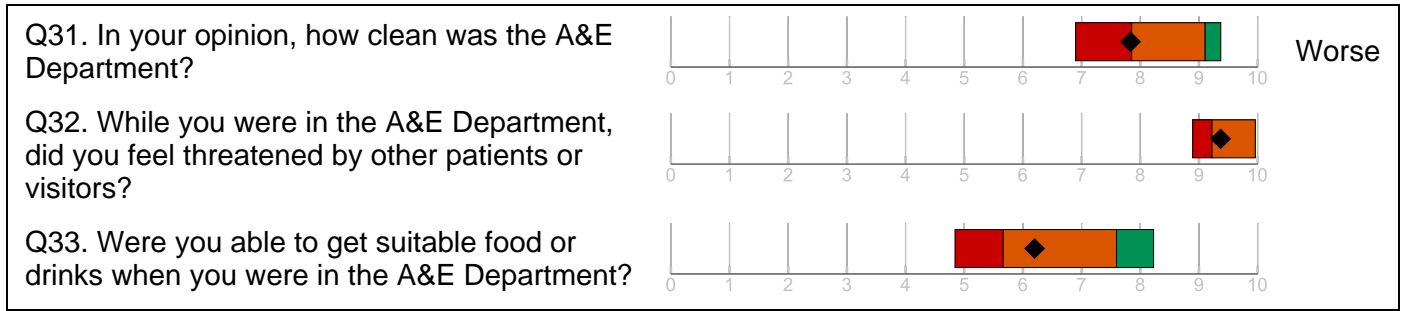 Q31. In your opinion, how clean was the A&E
Department?
0 1 2 3 4 5 6 7 8 9 10
Worse
Q32. While you were in the A&E Department,
did you feel threatened by other patients or
visitors?
0 1 2 3 4 5 6 7 8 9 10
Q33. Were you able to get suitable food or
drinks when you were in the A&E Department?
0 1 2 3 4 5 6 7 8 9 10